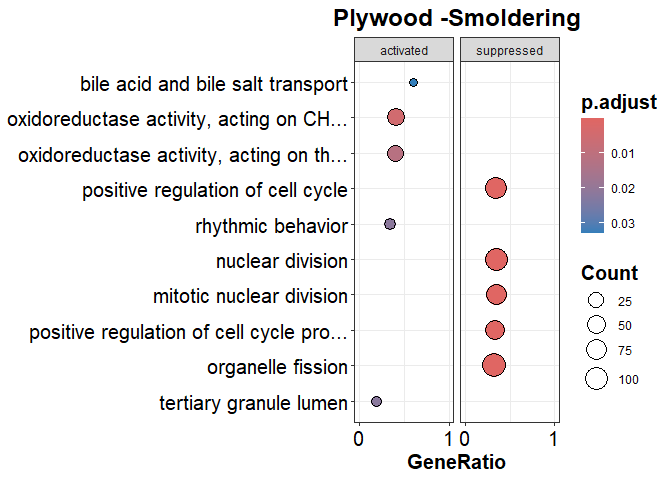 Plywood -Smoldering
activated
suppressed
bile acid and bile salt transport
oxidoreductase activity, acting on CH...
oxidoreductase activity, acting on th...
positive regulation of cell cycle
rhythmic behavior
nuclear division
mitotic nuclear division
positive regulation of cell cycle pro...
organelle fission
tertiary granule lumen
0
1
0
1
GeneRatio
p.adjust
0.01
0.02
0.03
Count
25
50
75
100